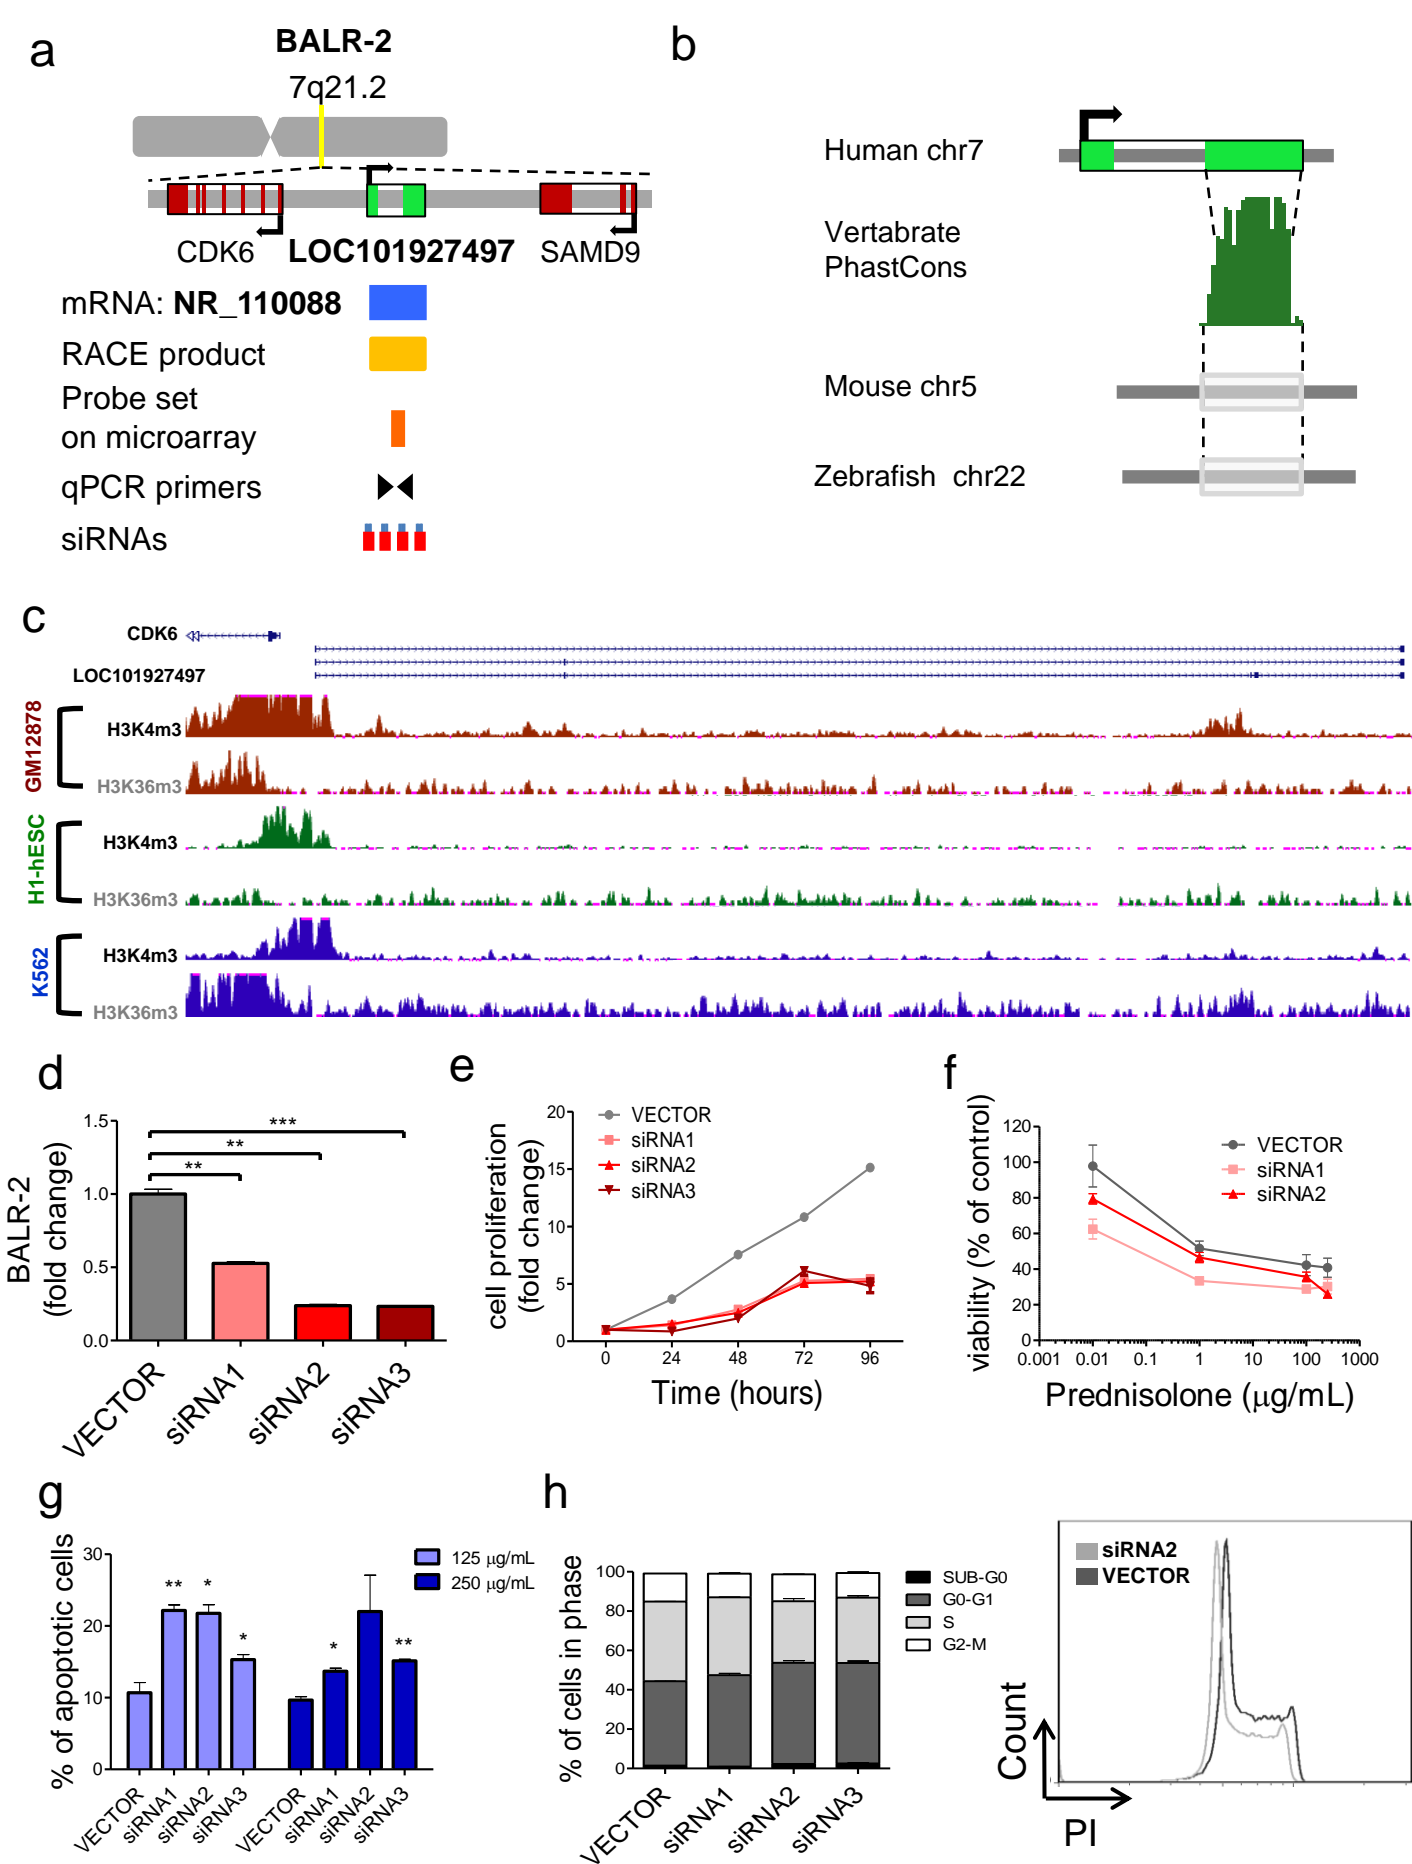 a
BALR-2
7q21.2
CDK6 LOC101927497 SAMD9
mRNA: NR_110088
RACE product
Probe set
on microarray
qPCR primers
siRNAs
b
Human chr7
Vertabrate
PhastCons
Mouse chr5
Zebrafish chr22
c
CDK6
LOC101927497
GM12878
H3K4m3
H3K36m3
H1-hESC
H3K4m3
H3K36m3
K562
H3K4m3
H3K36m3
d
BALR-2
(fold change)
1.5
1.0
0.5
0.0
***
**
**
VECTOR
siRNA1
siRNA2
siRNA3
e
cell proliferation
(fold change)
20
15
10
5
0
VECTOR
siRNA1
siRNA2
siRNA3
0 24 48 72 96
Time (hours)
f
viability (% of control)
120
100
80
60
40
20
0
VECTOR
siRNA1
siRNA2
0.001 0.01 0.1 1 10 100 1000
Prednisolone (μg/mL)
g
% of apoptotic cells
30
20
10
0
125 μg/mL
250 μg/mL
** * * * **
VECTOR
siRNA1
siRNA2
siRNA3
VECTOR
siRNA1
siRNA2
siRNA3
h
% of cells in phase
100
80
60
40
20
0
SUB-G0
G0-G1
S
G2-M
VECTOR
siRNA1
siRNA2
siRNA3
siRNA2
VECTOR
Count
PI